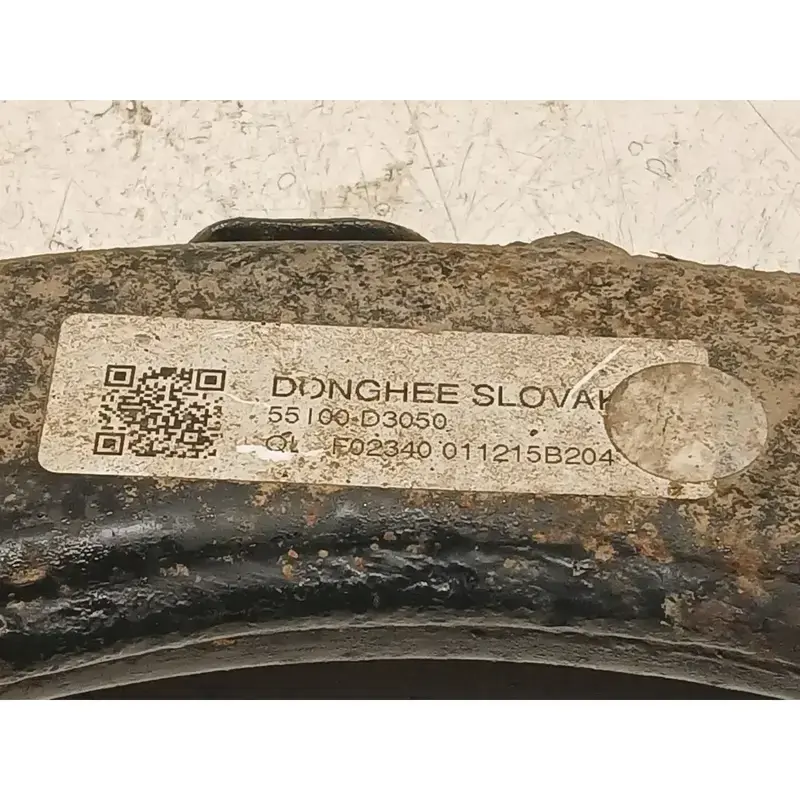 DONGHEE SLOVAK
55100-D3050
QL F02340 011215B204